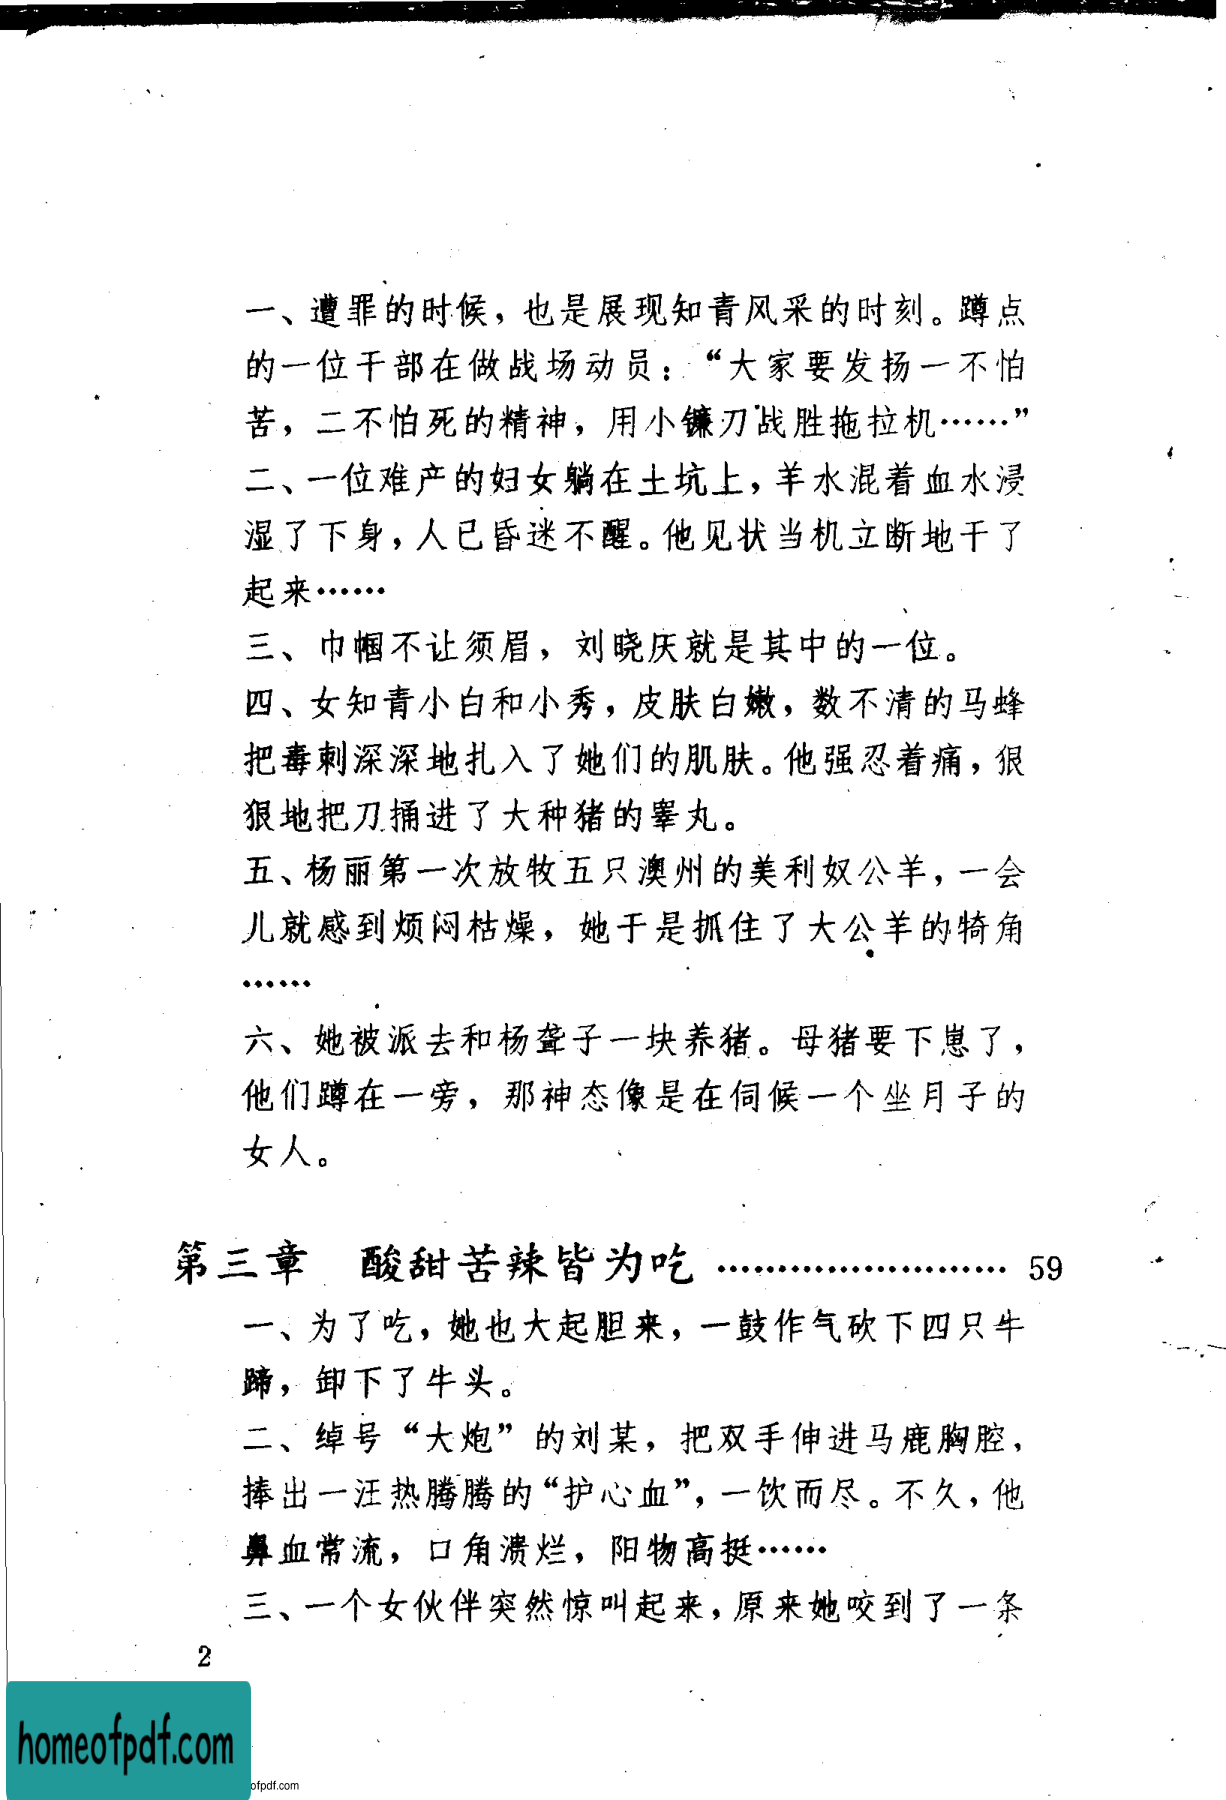 一、遭罪的时候，也是展现知青风采的时刻。蹲点
的一位干部在做战场动员：“大家要发扬一不怕
苦，二不怕死的精神，用小镰刀战胜拖拉机……”
二、一位难产的妇女躺在土坑上，羊水混着血水浸
湿了下身，人已昏迷不醒。他见状当机立断地干了
起来……
三、巾帼不让须眉，刘晓庆就是其中的一位。
四、女知青小白和小秀，皮肤白嫩，数不清的马蜂
把毒刺深深地扎入了她们的肌肤。他强忍着痛，狠
狠地把刀捅进了大种猪的睾丸。
五、杨丽第一次放牧五只澳州的美利奴公羊，一会
儿就感到烦闷枯燥，她于是抓住了大公羊的犄角
……
六、她被派去和杨聋子一块养猪。母猪要下崽了，
他们蹲在一旁，那神态像是在伺候一个坐月子的
女人。
第三章 酸甜苦辣皆为吃 …………………… 59
一、为了吃，她也大起胆来，一鼓作气砍下四只牛
蹄，卸下了牛头。
二、绰号“大炮”的刘某，把双手伸进马鹿胸腔，
捧出一汪热腾腾的“护心血”，一饮而尽。不久，他
鼻血常流，口角溃烂，阳物高挺……
三、一个女伙伴突然惊叫起来，原来她咬到了一条
2
homeofpdf.com
ofpdf.com